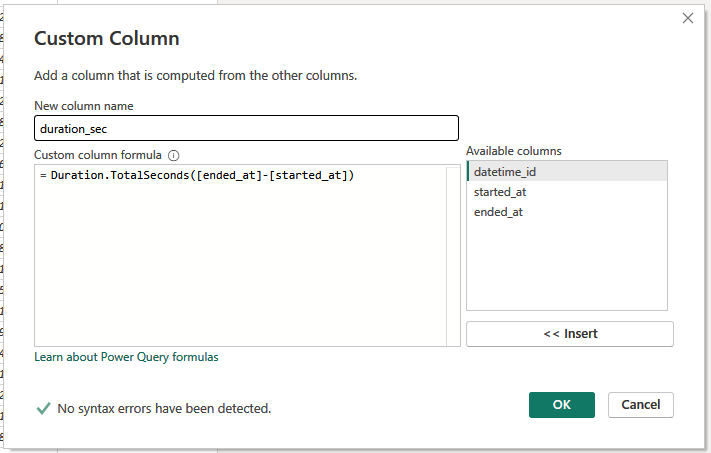 Custom Column
Add a column that is computed from the other columns.
New column name
duration_sec
Custom column formula
= Duration.TotalSeconds([ended_at]-[started_at])
Available columns
datetime_id
started_at
ended_at
<< Insert
Learn about Power Query formulas
No syntax errors have been detected.
OK
Cancel